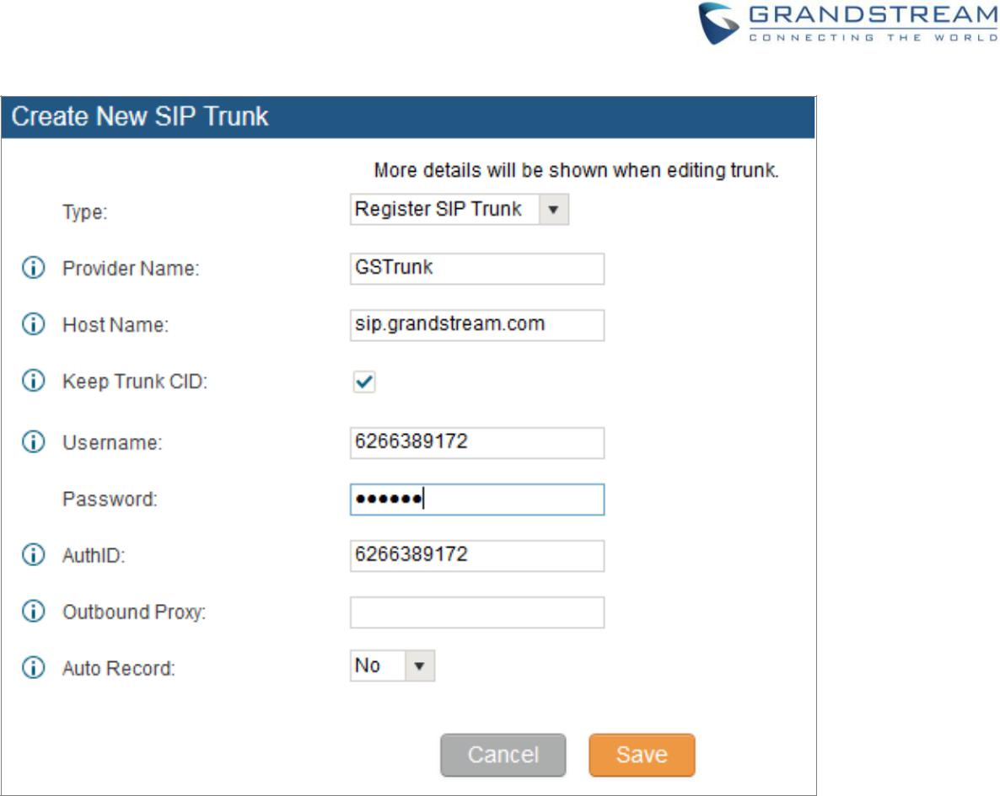 GRANDSTREAM
CONNECTING THE WORLD
Create New SIP Trunk
More details will be shown when editing trunk.
Type: Register SIP Trunk
Provider Name: GSTrunk
Host Name: sip.grandstream.com
Keep Trunk CID:
Username: 6266389172
Password: ••••••
AuthID: 6266389172
Outbound Proxy:
Auto Record: No
Cancel Save